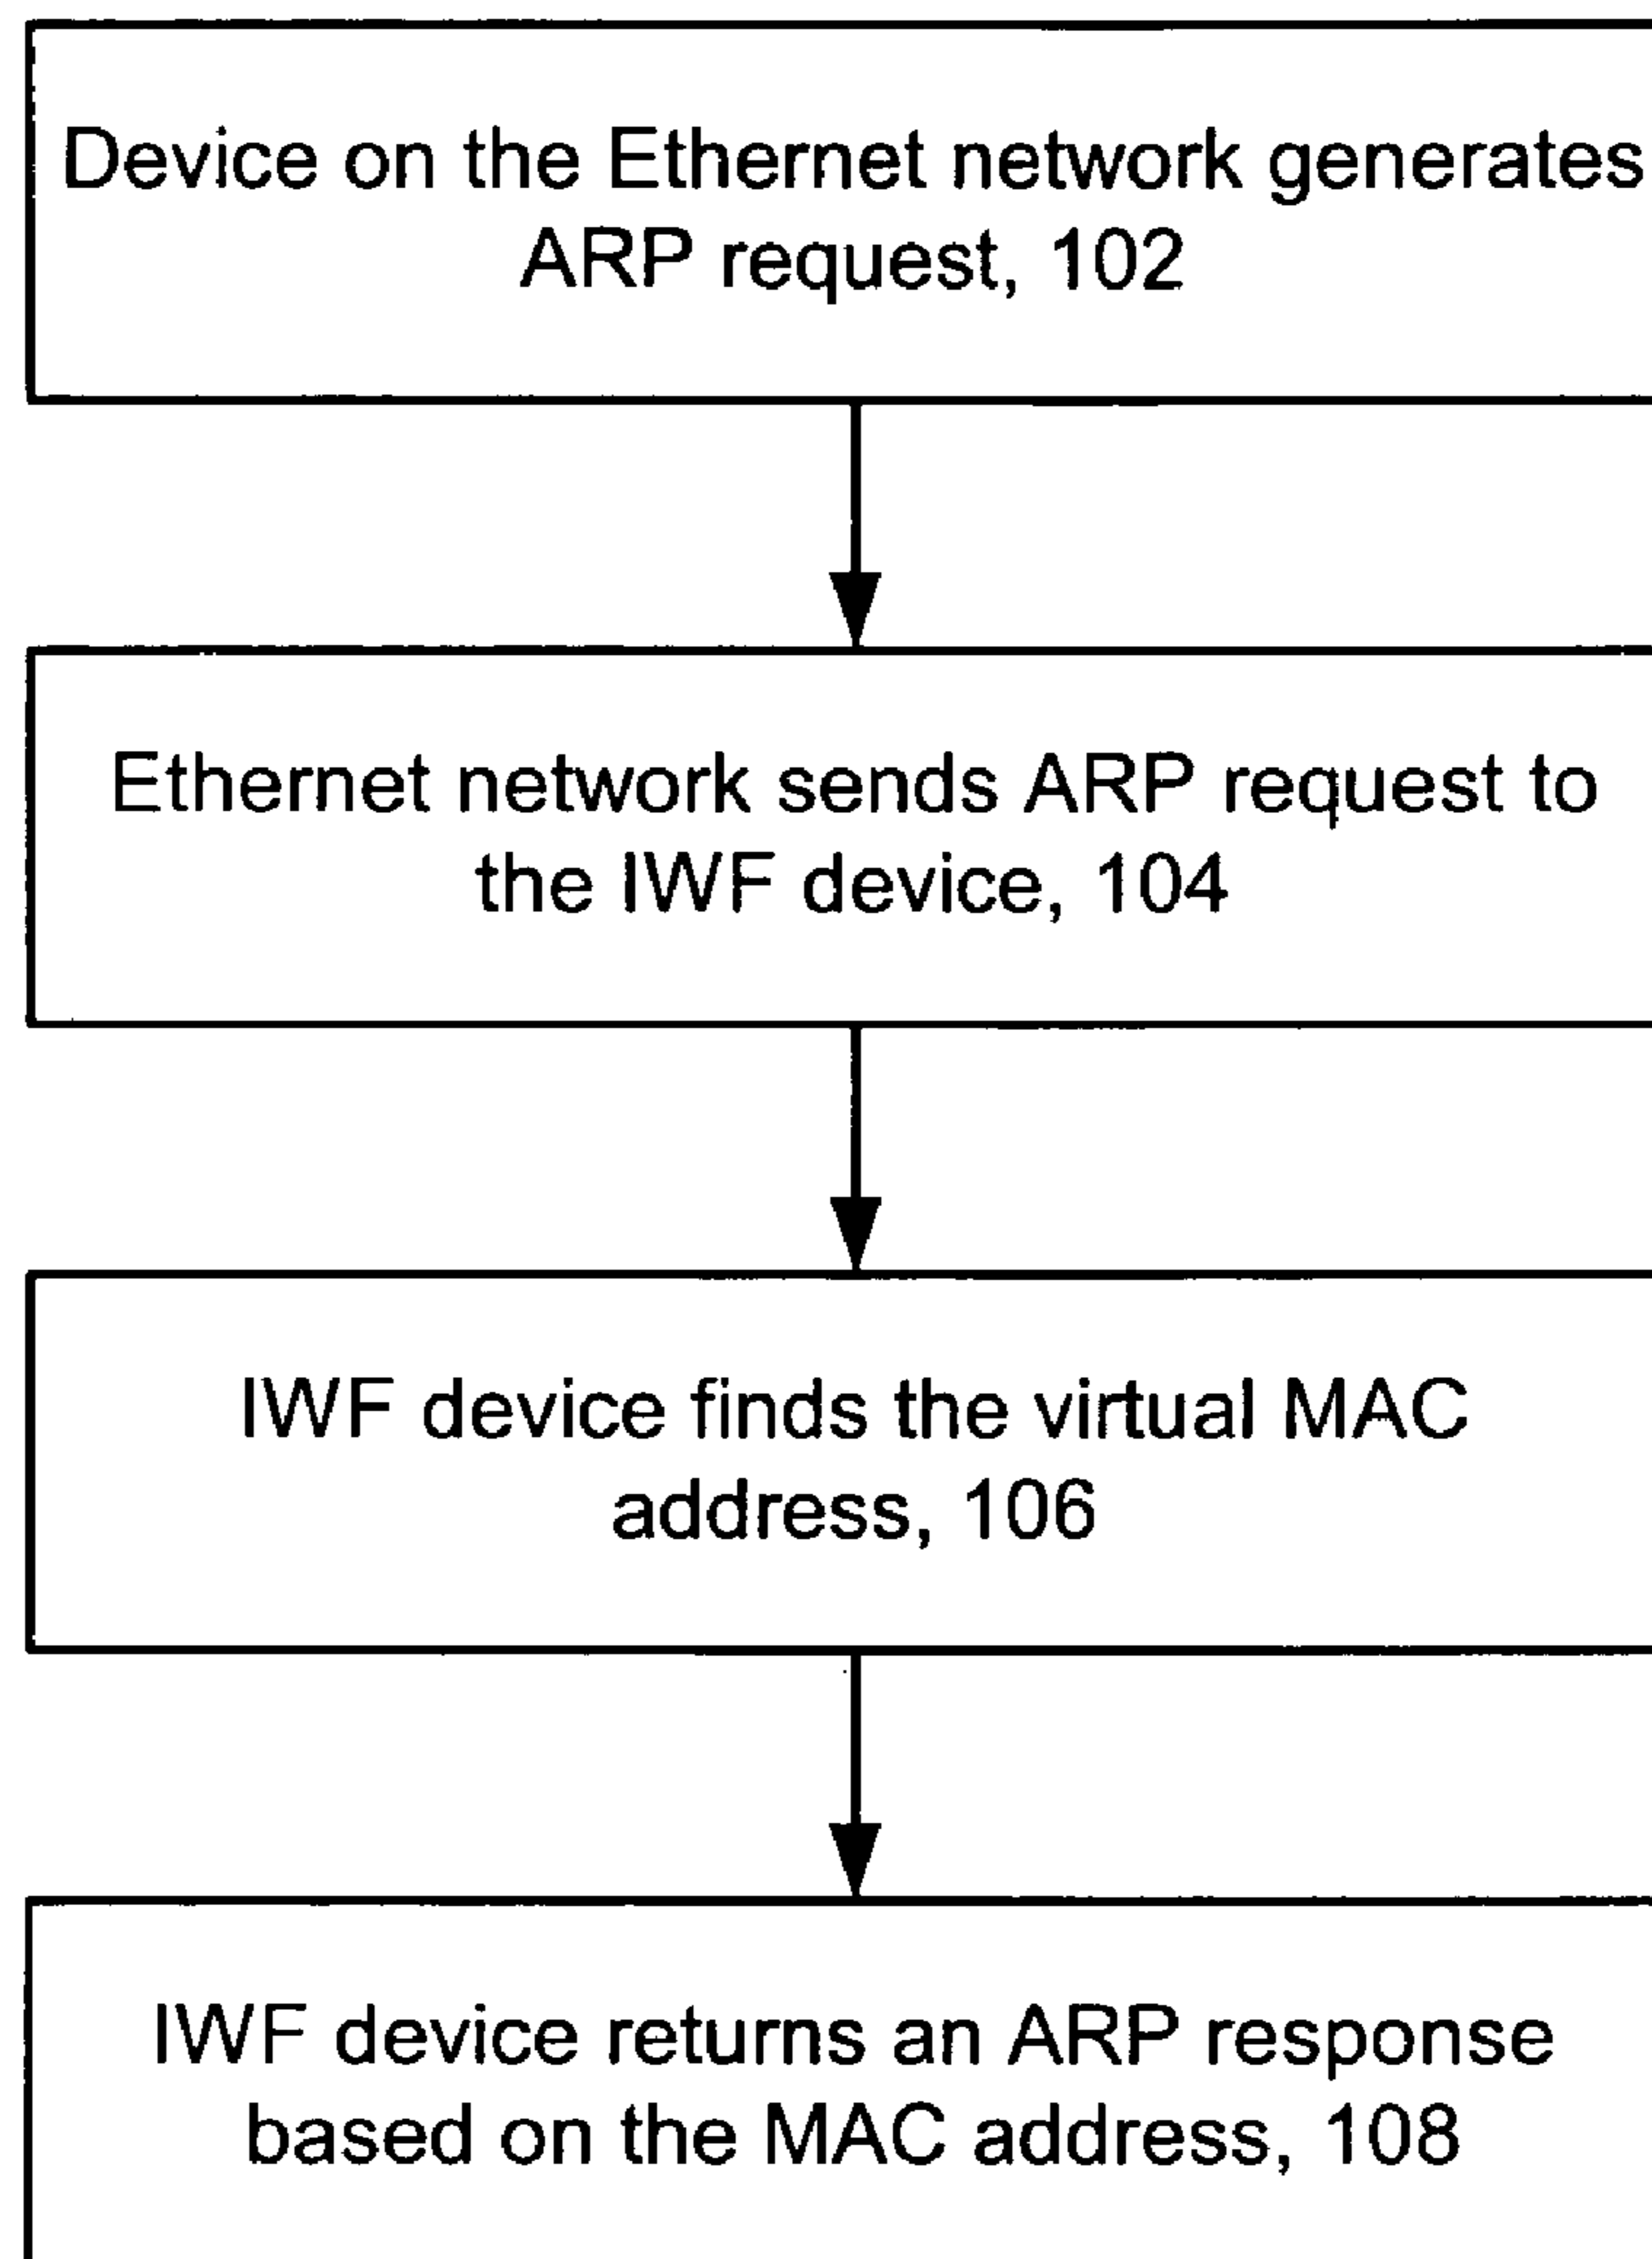 Device on the Ethernet network generates
ARP request, 102
Ethernet network sends ARP request to
the IWF device, 104
IWF device finds the virtual MAC
address, 106
IWF device returns an ARP response
based on the MAC address, 108